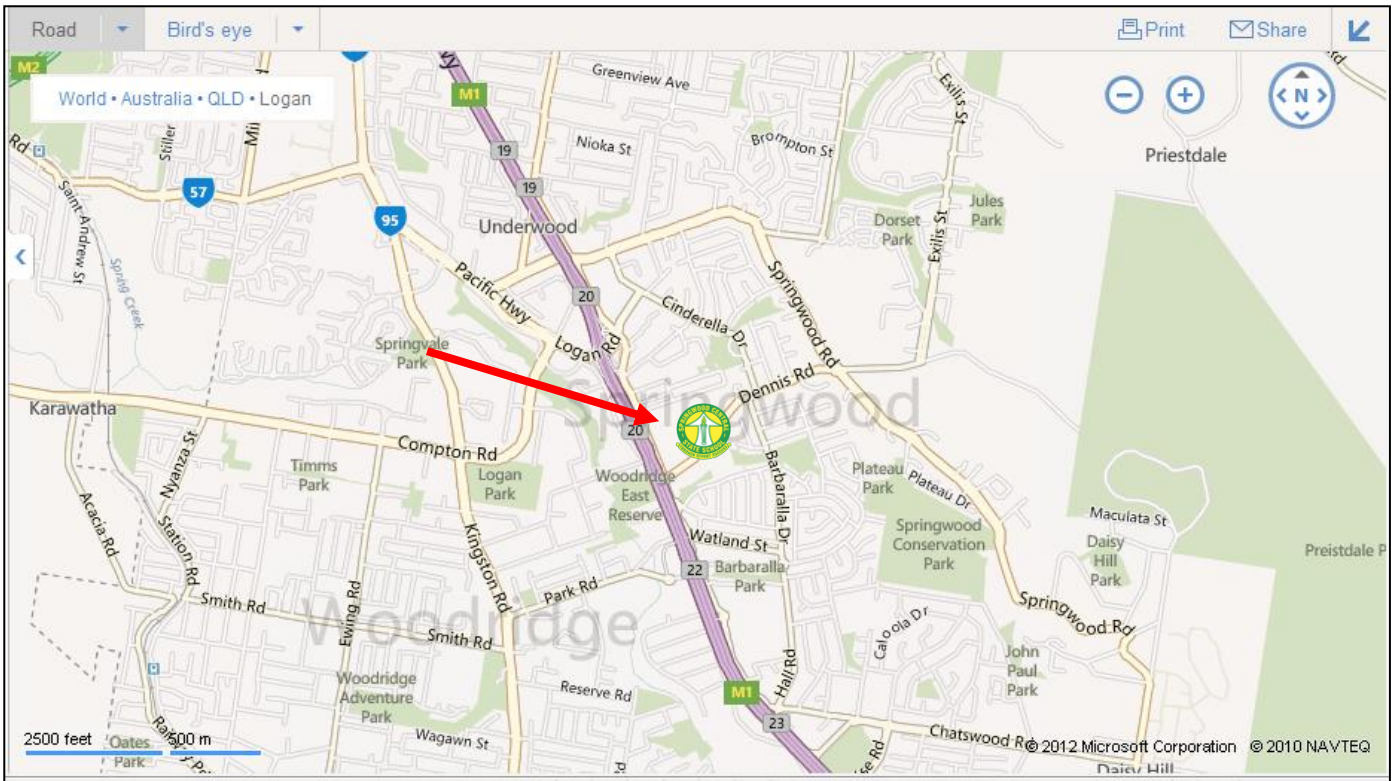 Road
Bird's eye
Print
Share
M2
World • Australia • QLD • Logan
N
M1
Greenview Ave
Exilis St
Stiller
Nioka St
Brompton St
Priestdale
19
Saint Andrew St
57
19
Jules
Park
95
Underwood
Dorset
Park
Exilis St
Spring Creek
Pacific Hwy
20
Springwood Rd
Cinderella Dr
Springvale
Park
Logan Rd
Dennis Rd
Karawatha
Springwood
SPRINGWOOD CENTRAL
STATE SCHOOL
20
Compton Rd
Nyanza St
Timms
Park
Logan
Park
Woodridge
East
Reserve
Barbaralla Dr
Plateau
Park
Plateau Dr
Acacia Rd
Station Rd
Kingston Rd
Watland St
Springwood
Conservation
Park
Maculata St
Daisy
Hill
Park
Preistdale P
22
Barbaralla
Park
Park Rd
Smith Rd
Ewing Rd
Woodridge
Smith Rd
Springwood Rd
Caloola Dr
John
Paul
Park
Woodridge
Adventure
Park
Reserve Rd
M1
Hall Rd
23
Wagawn St
Chatswood Rd
2500 feet
500 m
Oates
Park
© 2012 Microsoft Corporation
© 2010 NAVTEQ
Daisy Hill